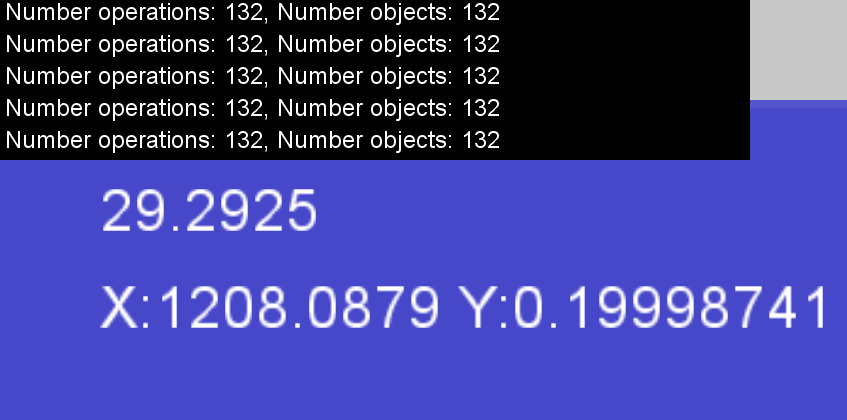 Number operations: 132, Number objects: 132
Number operations: 132, Number objects: 132
Number operations: 132, Number objects: 132
Number operations: 132, Number objects: 132
Number operations: 132, Number objects: 132
29.2925
X:1208.0879 Y:0.19998741